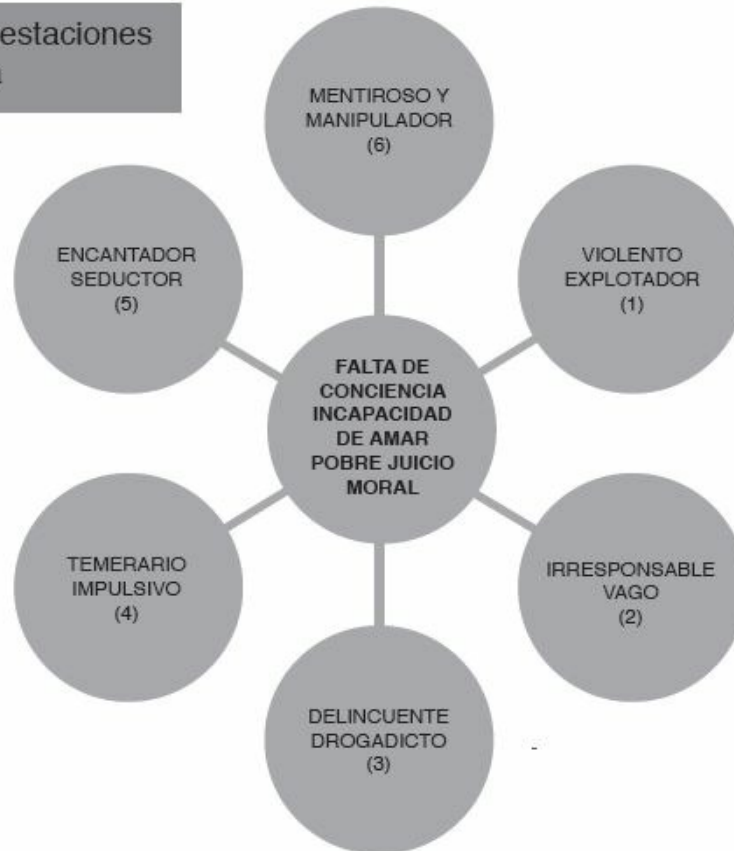 estaciones
MENTIROSO Y
MANIPULADOR
(6)
ENCANTADOR
SEDUCTOR
(5)
VIOLENTO
EXPLOTADOR
(1)
FALTA DE
CONCIENCIA
INCAPACIDAD
DE AMAR
POBRE JUICIO
MORAL
TEMERARIO
IMPULSIVO
(4)
IRRESPONSABLE
VAGO
(2)
DELINCUENTE
DROGADICTO
(3)